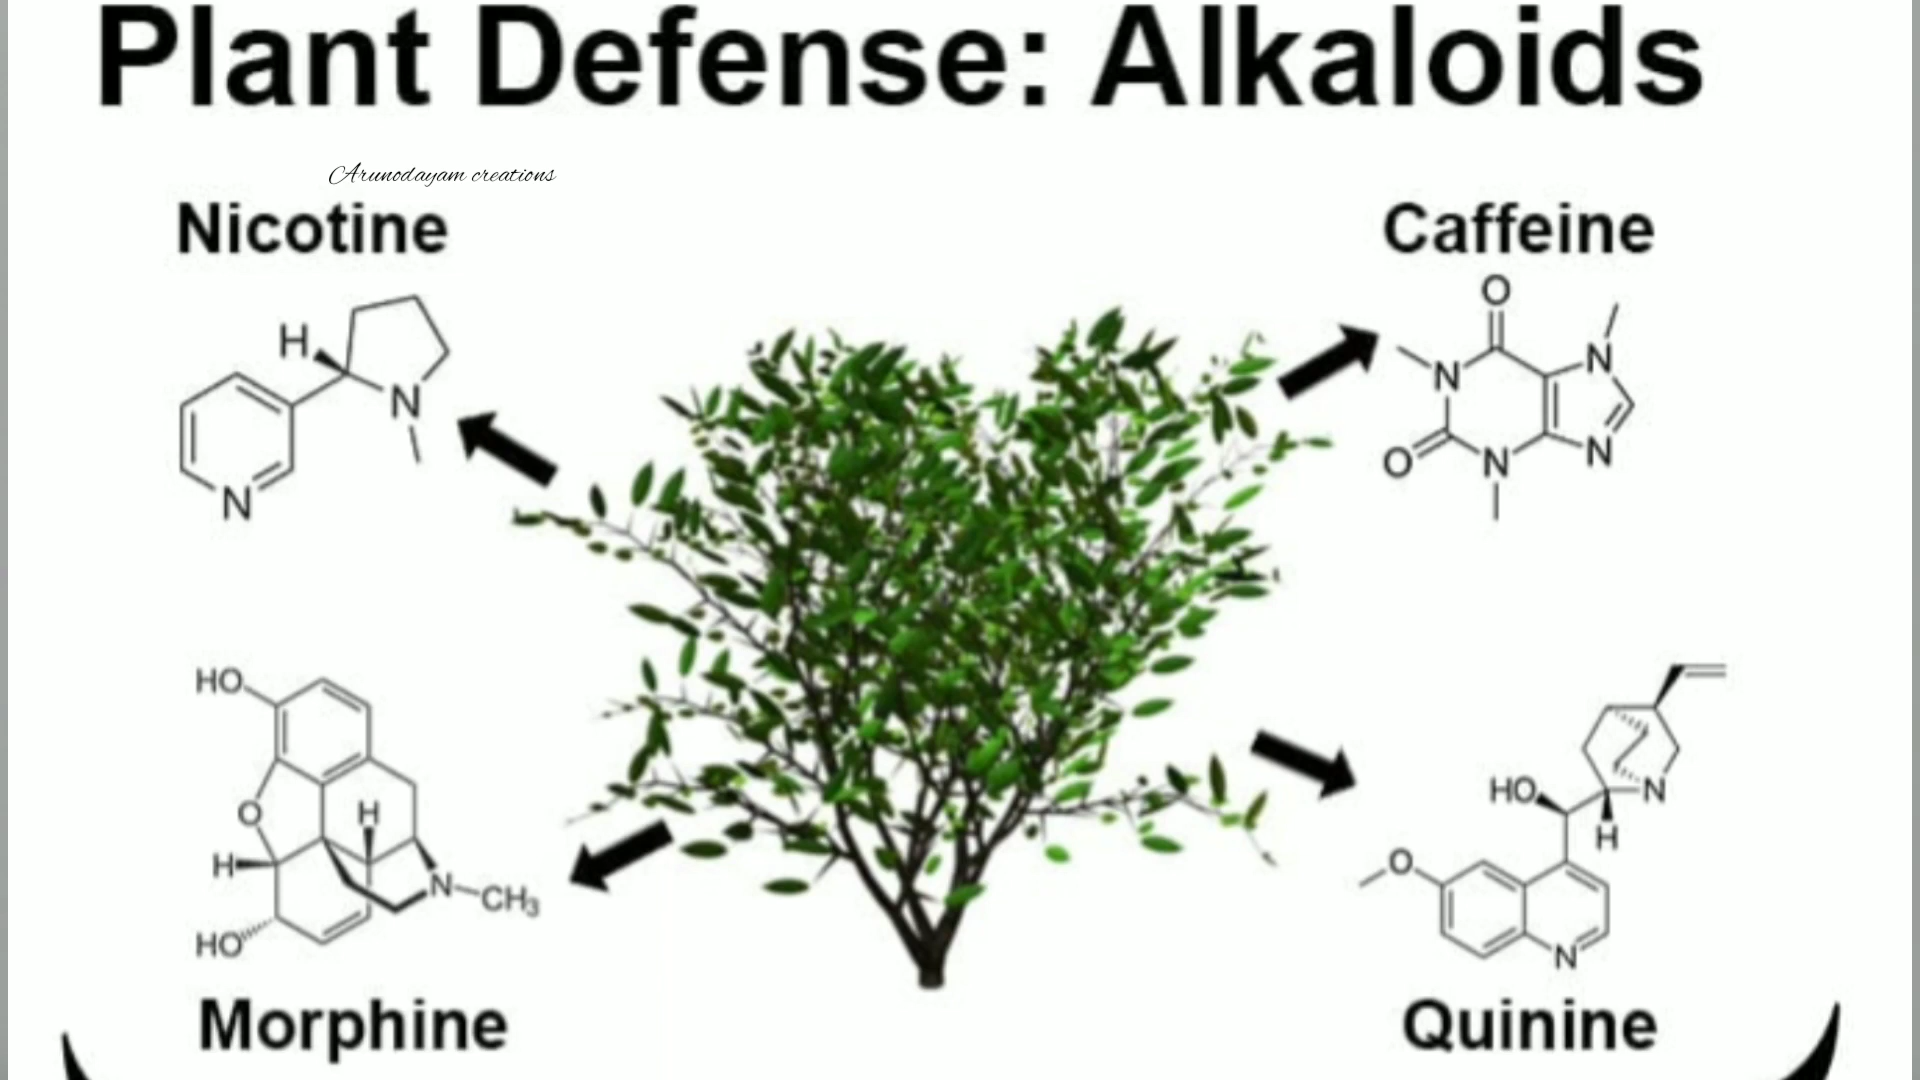 Plant Defense: Alkaloids
Arunodayam creations
Nicotine
Caffeine
H
N
N
O
N
N
O
N
N
HO
O
H
H
N-CH3
HO
HO
N
H
O
N
Morphine
Quinine